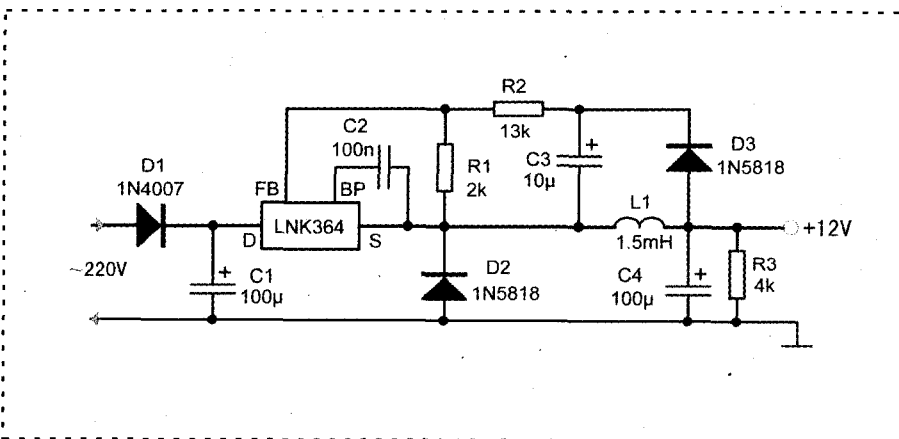 R2
13k
C2
100n
D1
1N4007
FB
BP
R1
2k
C3
10µ
D3
1N5818
LNK364
D
S
L1
1.5mH
+12V
~220V
C1
100µ
D2
1N5818
C4
100µ
R3
4k